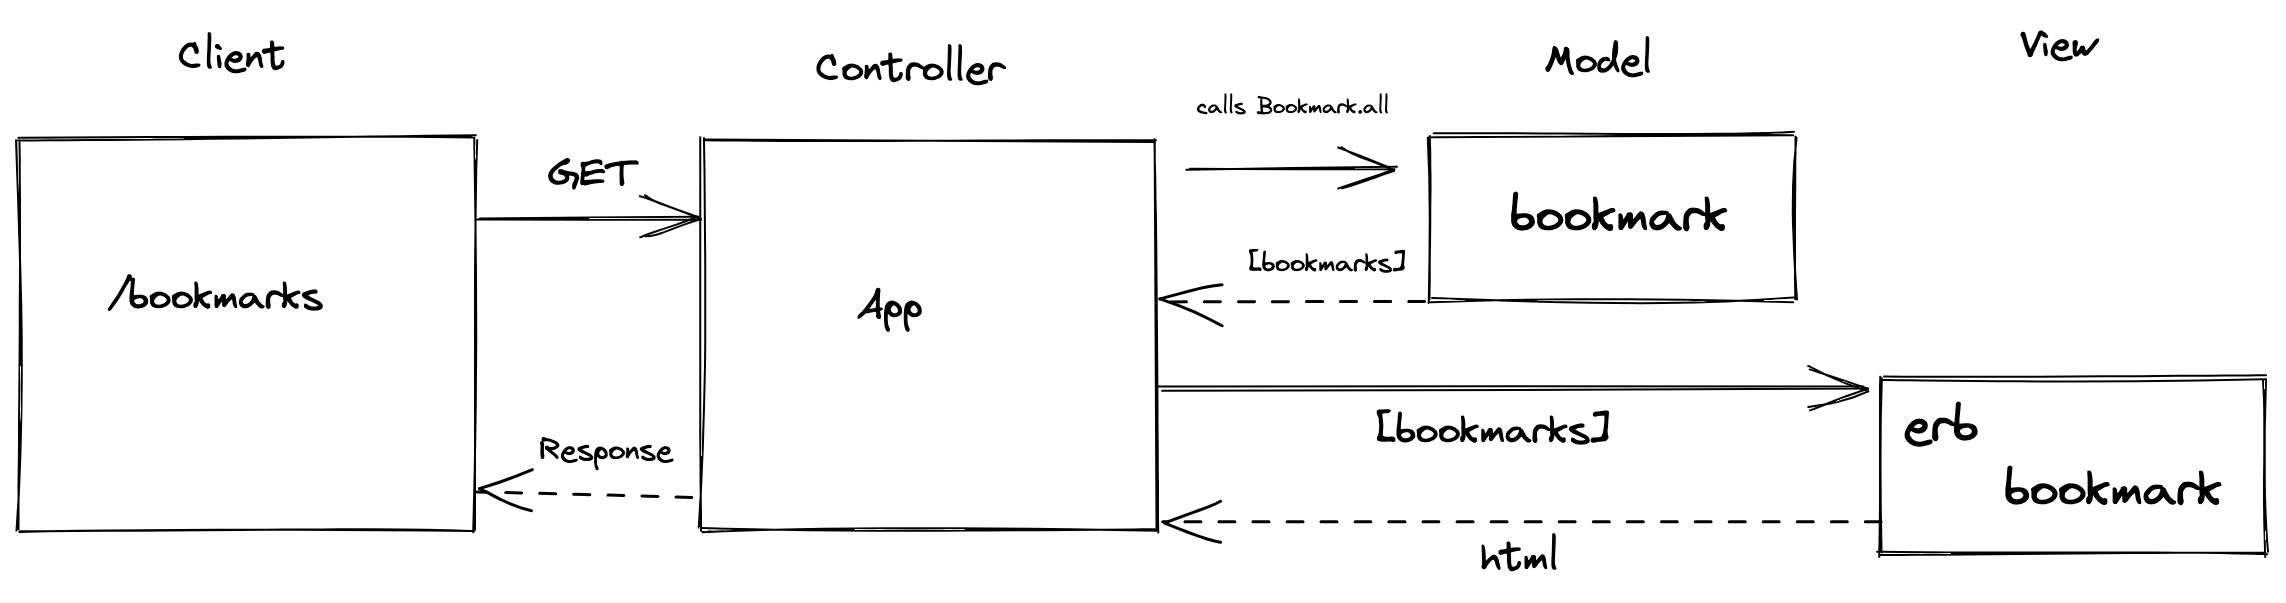 Client
Controller
Model
View
calls Bookmark.all
GET
bookmark
/bookmarks
[bookmarks]
App
[bookmarks]
erb
Response
bookmark
html